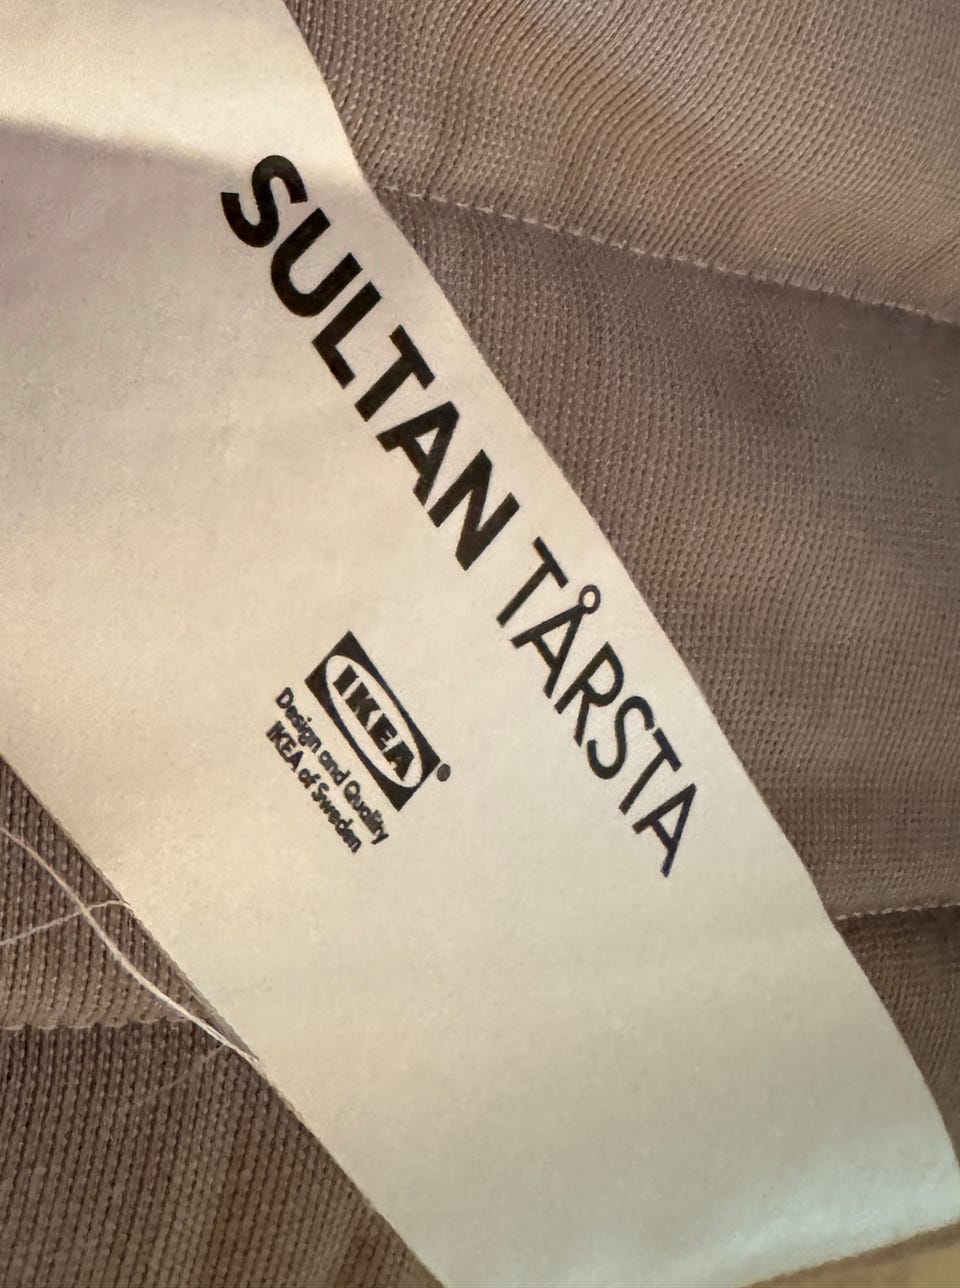 SULTAN TÅRSTA
IKEA®
Design and Quality
IKEA of Sweden